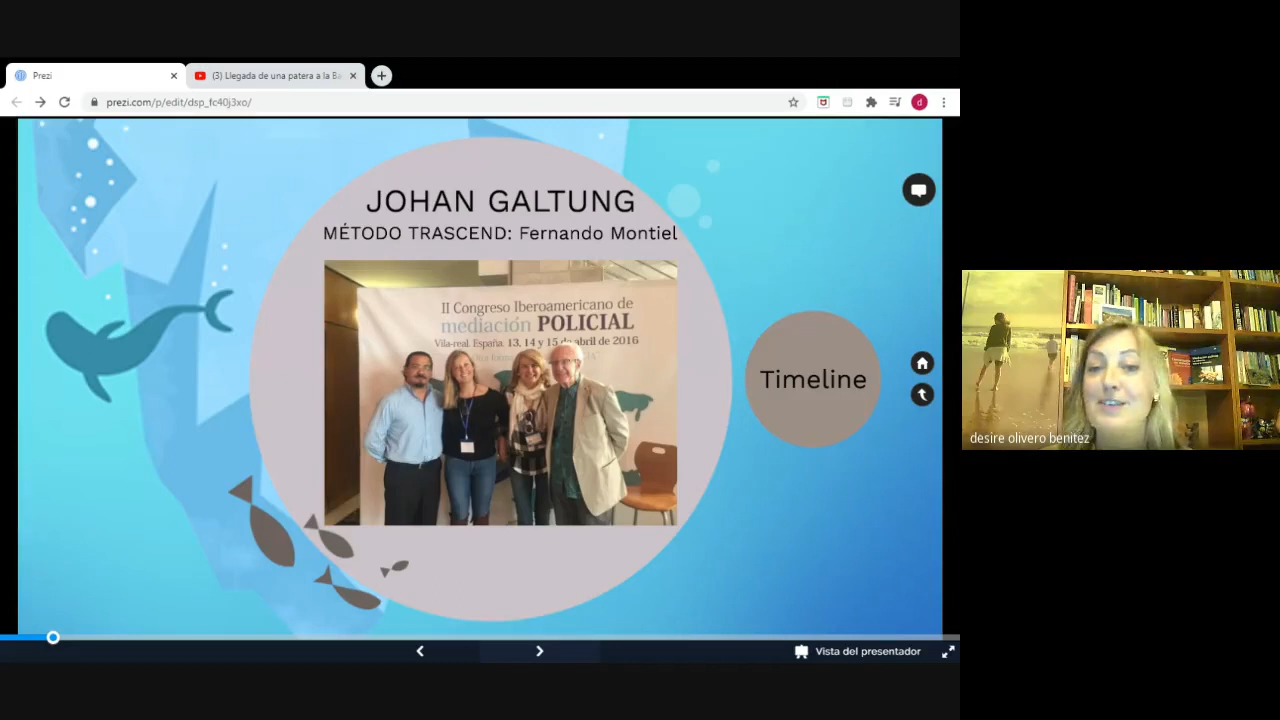 Prezi
(3) Llegada de una patera a la Ba
prezi.com/p/edit/dsp_fc40j3xo/
d
JOHAN GALTUNG
MÉTODO TRASCEND: Fernando Montiel
II Congreso Iberoamericano de
mediación POLICIAL
Vila-real. España. 13, 14 y 15 de abril de 2016
Timeline
desire olivero benitez
Vista del presentador